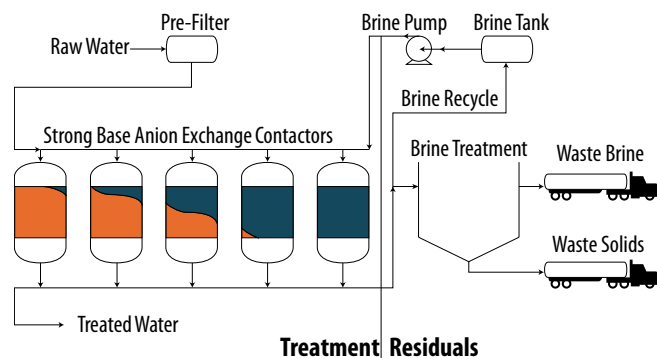 Pre-Filter
Raw Water
Brine Pump
Brine Tank
Brine Recycle
Strong Base Anion Exchange Contactors
Brine Treatment
Waste Brine
Waste Solids
Treated Water
Treatment Residuals